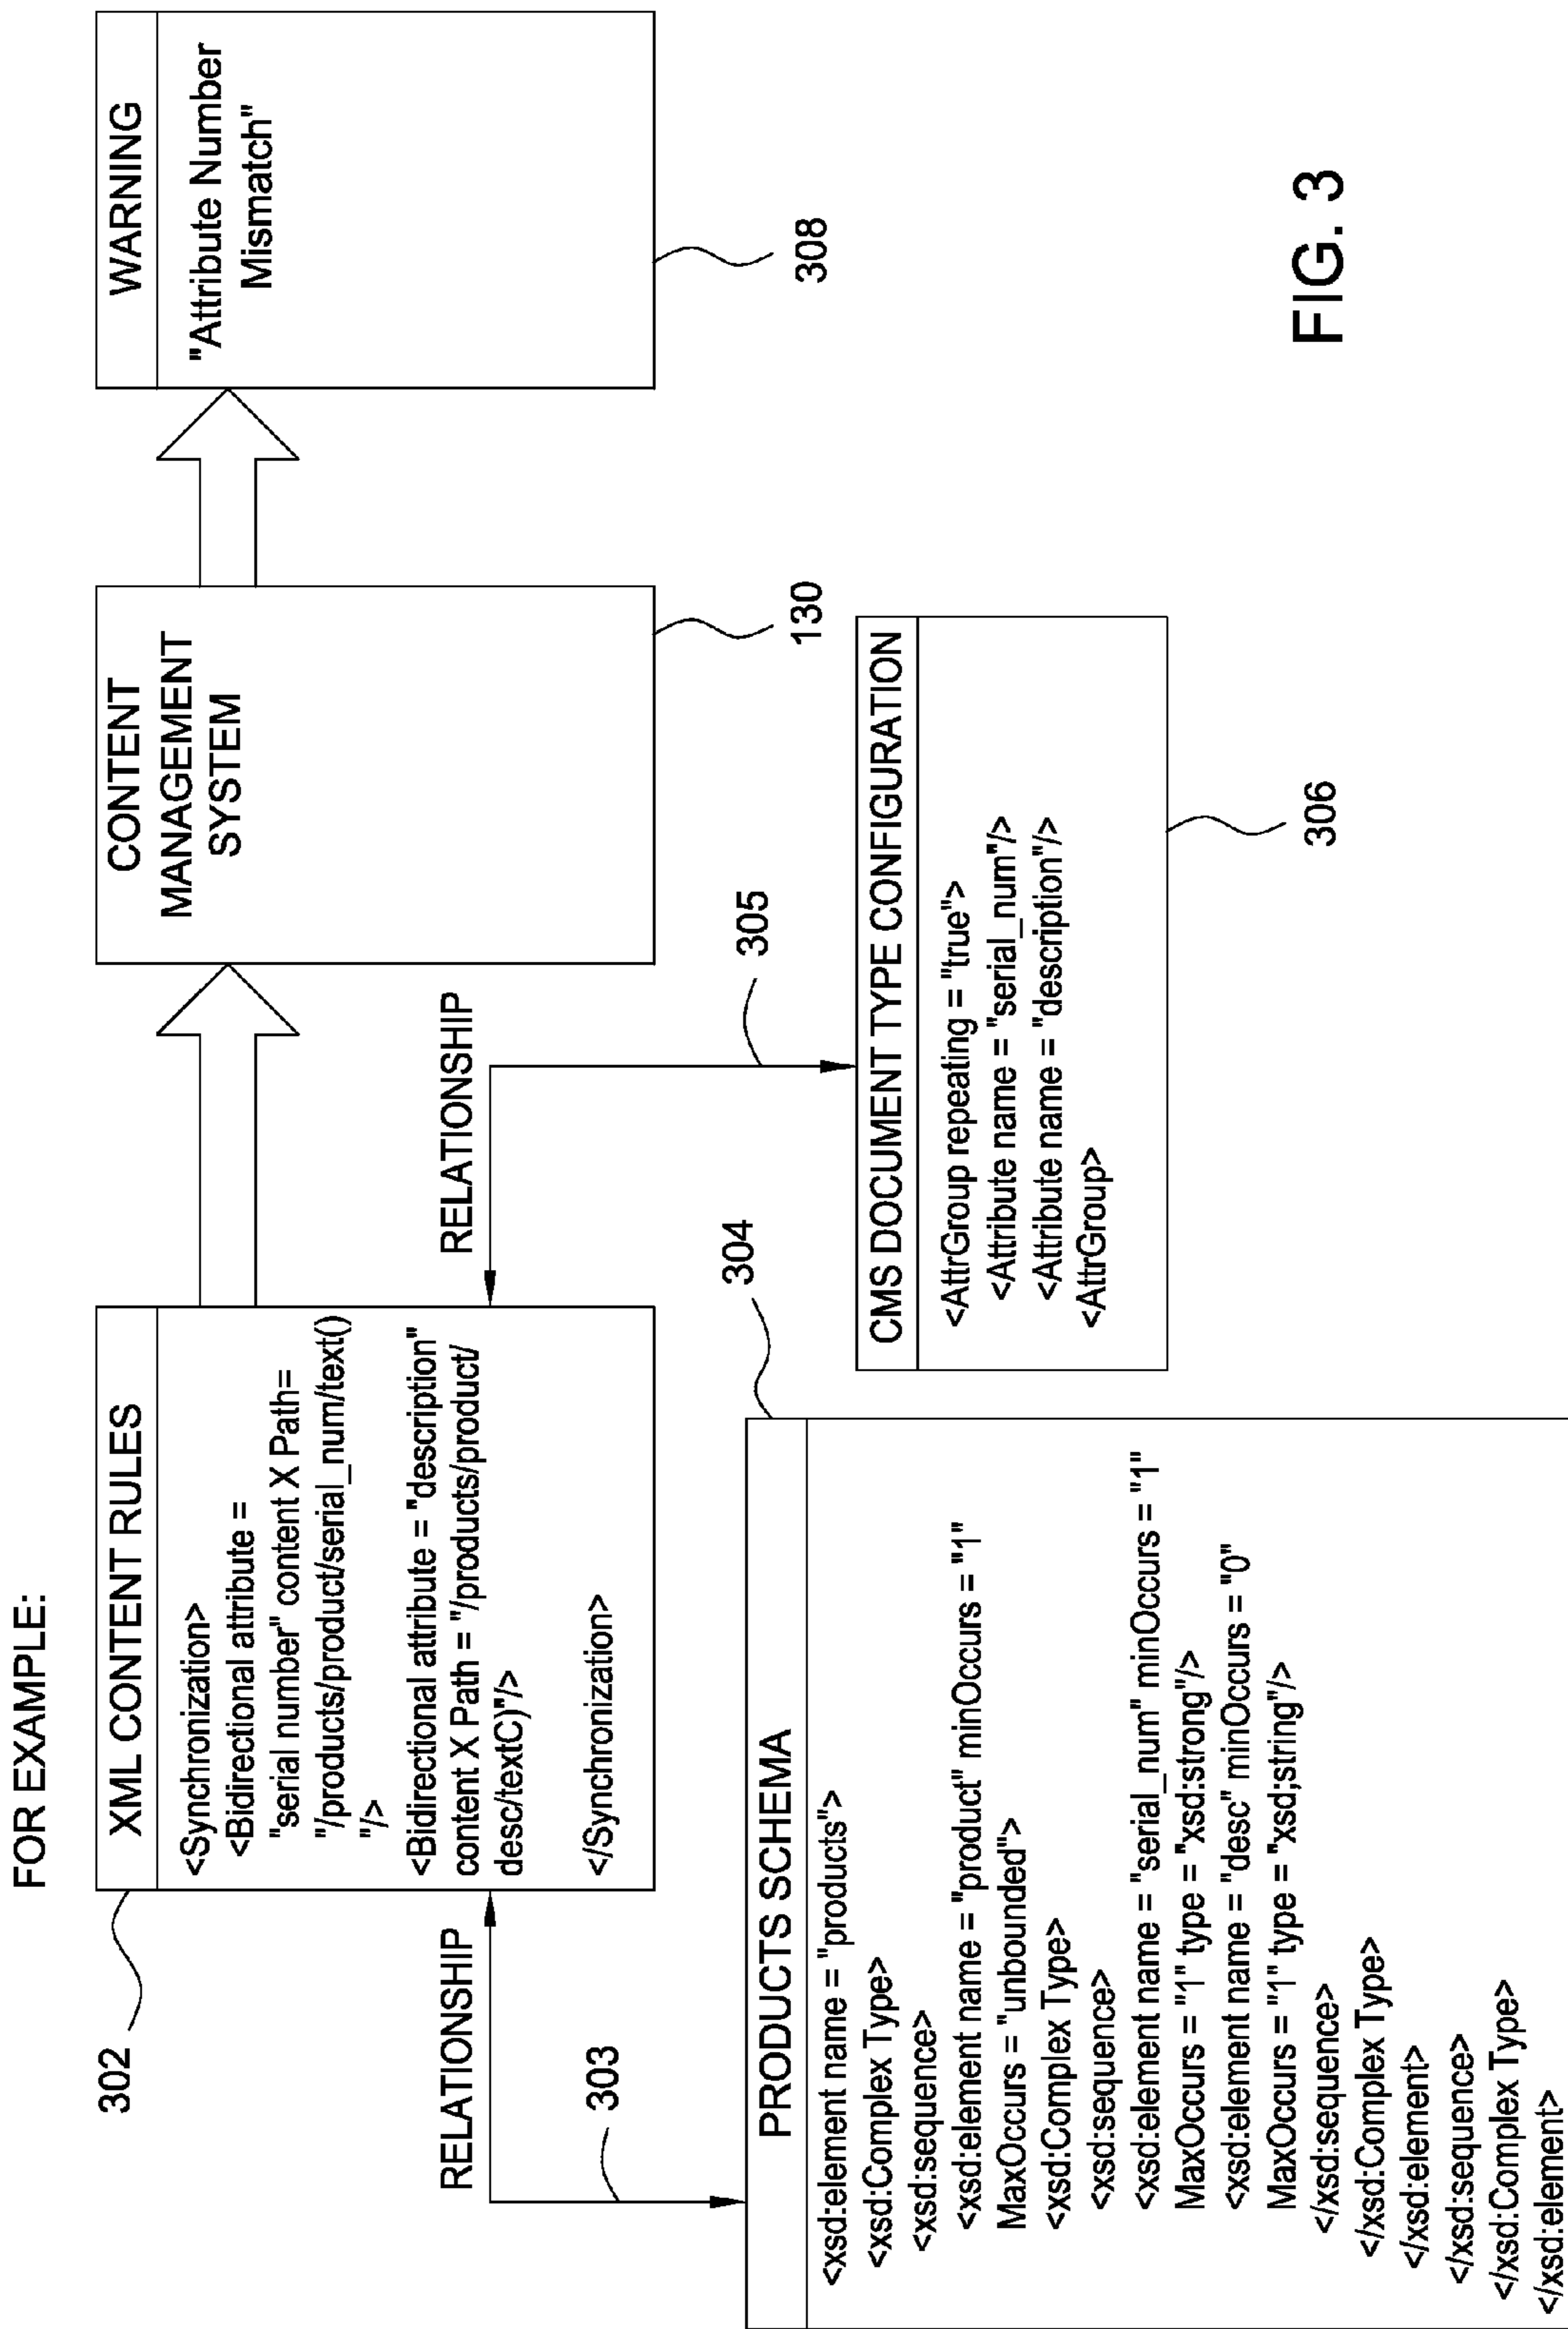 FOR EXAMPLE:
302
XML CONTENT RULES
<Synchronization>
<Bidirectional attribute =
"serial number" content X Path=
"/products/product/serial_num/text()
"/>
<Bidirectional attribute = "description"
content X Path = "/products/product/
desc/textC)"/>
</Synchronization>
CONTENT
MANAGEMENT
SYSTEM
130
WARNING
"Attribute Number
Mismatch"
308
RELATIONSHIP
303
RELATIONSHIP
305
304
PRODUCTS SCHEMA
<xsd:element name = "products">
<xsd:Complex Type>
<xsd:sequence>
<xsd:element name = "product" minOccurs = "1"
MaxOccurs = "unbounded">
<xsd:Complex Type>
<xsd:sequence>
<xsd:element name = "serial_num" minOccurs = "1"
MaxOccurs = "1" type = "xsd:strong"/>
<xsd:element name = "desc" minOccurs = "0"
MaxOccurs = "1" type = "xsd;string"/>
</xsd:sequence>
</xsd:Complex Type>
</xsd:element>
</xsd:sequence>
</xsd:Complex Type>
</xsd:element>
CMS DOCUMENT TYPE CONFIGURATION
<AttrGroup repeating = "true">
<Attribute name = "serial_num"/>
<Attribute name = "description"/>
<AttrGroup>
306
FIG. 3